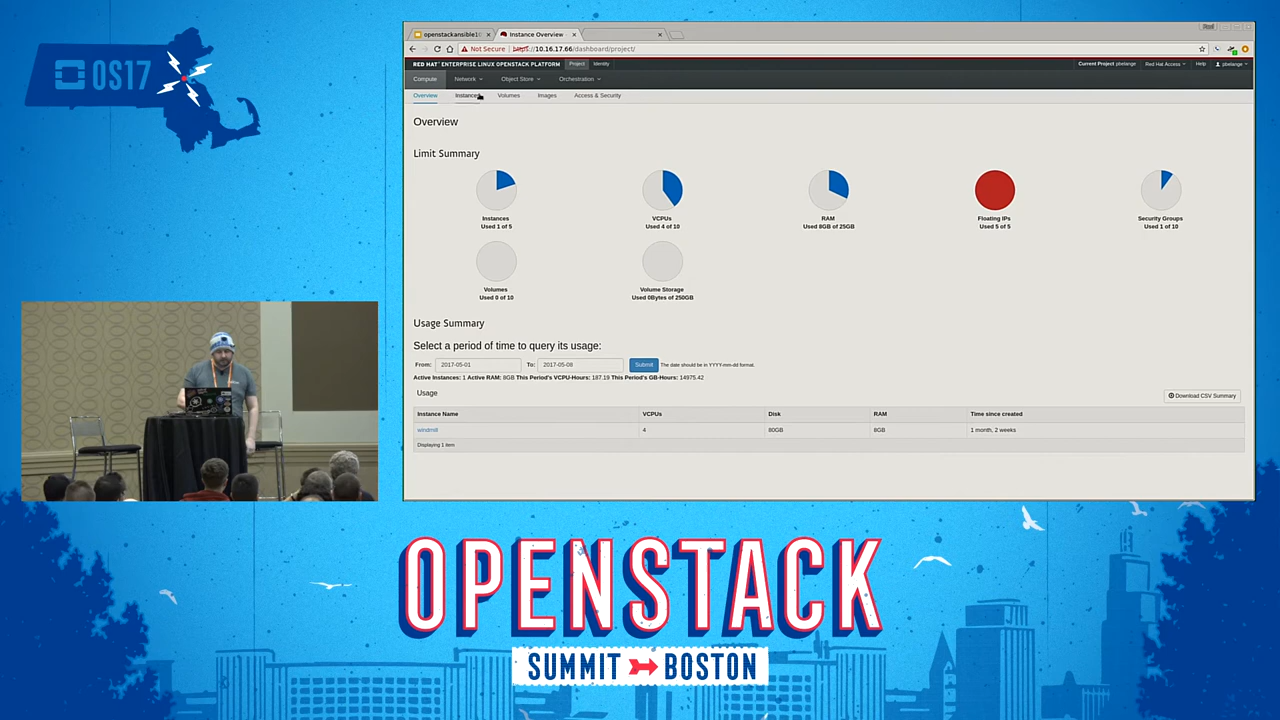 OS17
openstackansible1
Instance Overview
Not Secure
https://10.16.17.66/dashboard/project/
RED HAT ENTERPRISE LINUX OPENSTACK PLATFORM Project Identity
Current Project pbelange Red Hat Access Help pbelange
Compute Network Object Store Orchestration
Overview Instances Volumes Images Access & Security
Overview
Limit Summary
Instances
Used 1 of 5
VCPUs
Used 4 of 10
RAM
Used 8GB of 25GB
Floating IPs
Used 5 of 5
Security Groups
Used 1 of 10
Volumes
Used 0 of 10
Volume Storage
Used 0Bytes of 250GB
Usage Summary
Select a period of time to query its usage:
From: 2017-05-01 To: 2017-05-08 Submit The date should be in YYYY-mm-dd format.
Active Instances: 1 Active RAM: 8GB This Period's VCPU-Hours: 187.19 This Period's GB-Hours: 14975.42
Usage
Download CSV Summary
Instance Name VCPUs Disk RAM Time since created
windmill 4 80GB 8GB 1 month, 2 weeks
Displaying 1 item
OPENSTACK
SUMMIT BOSTON